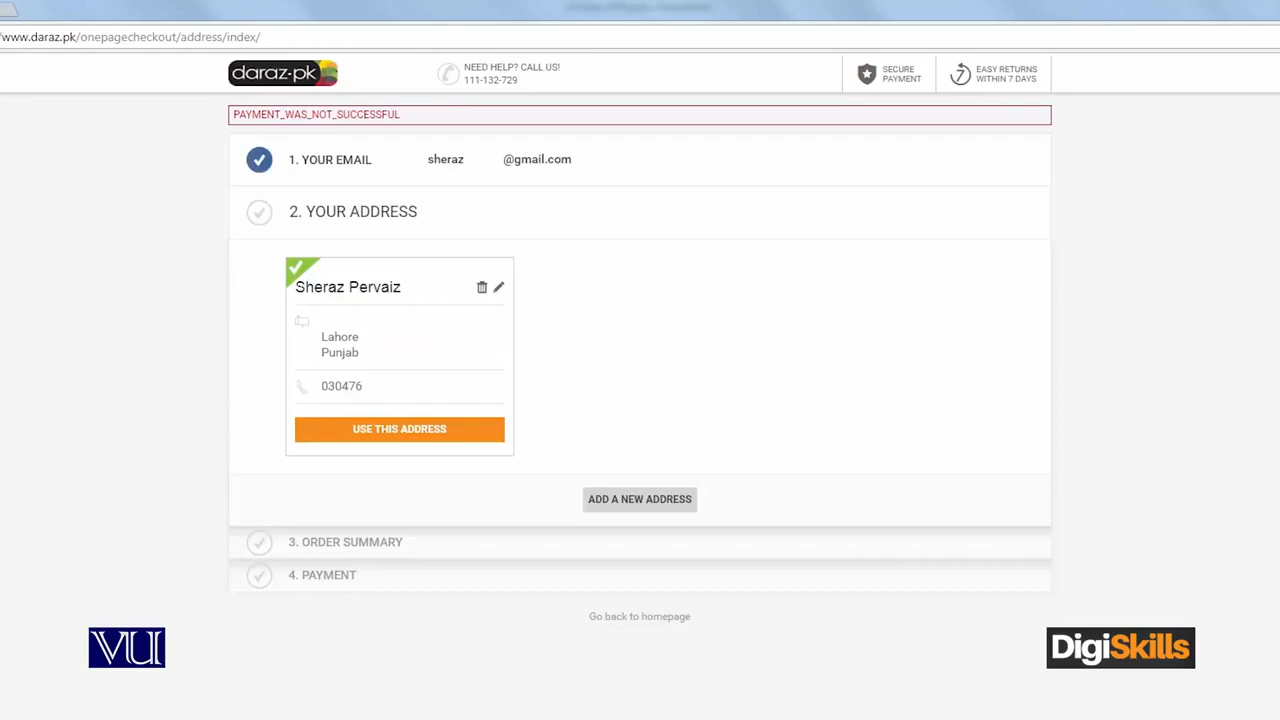 www.daraz.pk/onepagecheckout/address/index/
daraz.pk
NEED HELP? CALL US!
111-132-729
SECURE
PAYMENT
7
EASY RETURNS
WITHIN 7 DAYS
PAYMENT_WAS_NOT_SUCCESSFUL
1. YOUR EMAIL sheraz @gmail.com
2. YOUR ADDRESS
Sheraz Pervaiz
Lahore
Punjab
030476
USE THIS ADDRESS
ADD A NEW ADDRESS
3. ORDER SUMMARY
4. PAYMENT
Go back to homepage
VU
DigiSkills